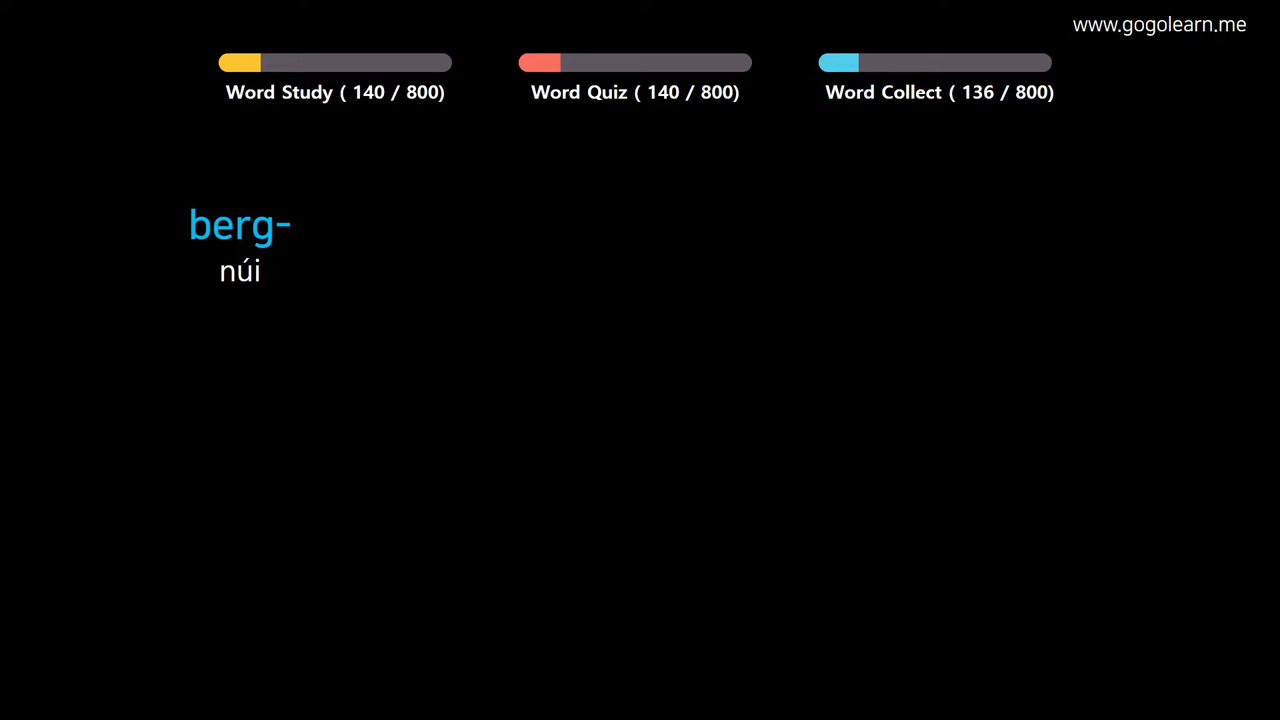 www.gogolearn.me
Word Study ( 140 / 800)
Word Quiz ( 140 / 800)
Word Collect ( 136 / 800)
berg-
núi